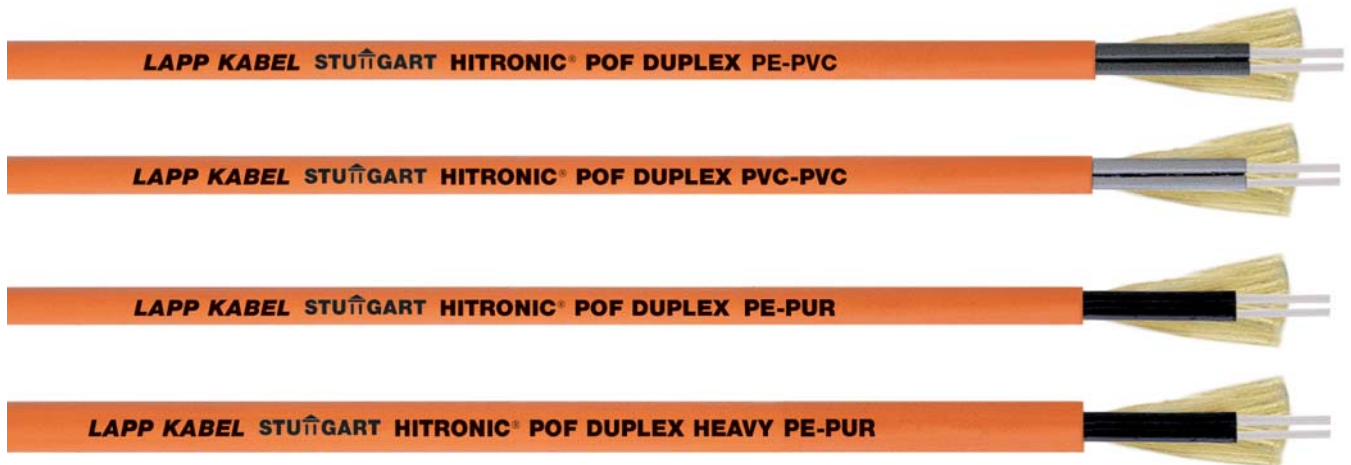 LAPP KABEL STUTTGART HITRONIC® POF DUPLEX PE-PVC
LAPP KABEL STUTTGART HITRONIC® POF DUPLEX PVC-PVC
LAPP KABEL STUTTGART HITRONIC® POF DUPLEX PE-PUR
LAPP KABEL STUTTGART HITRONIC® POF DUPLEX HEAVY PE-PUR